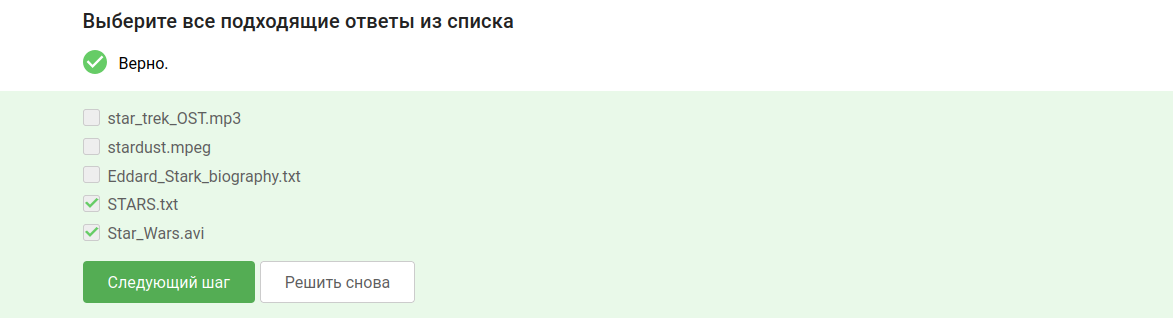 Выберите все подходящие ответы из списка
Верно.
star_trek_OST.mp3
stardust.mpeg
Eddard_Stark_biography.txt
STARS.txt
Star_Wars.avi
Следующий шаг Решить снова